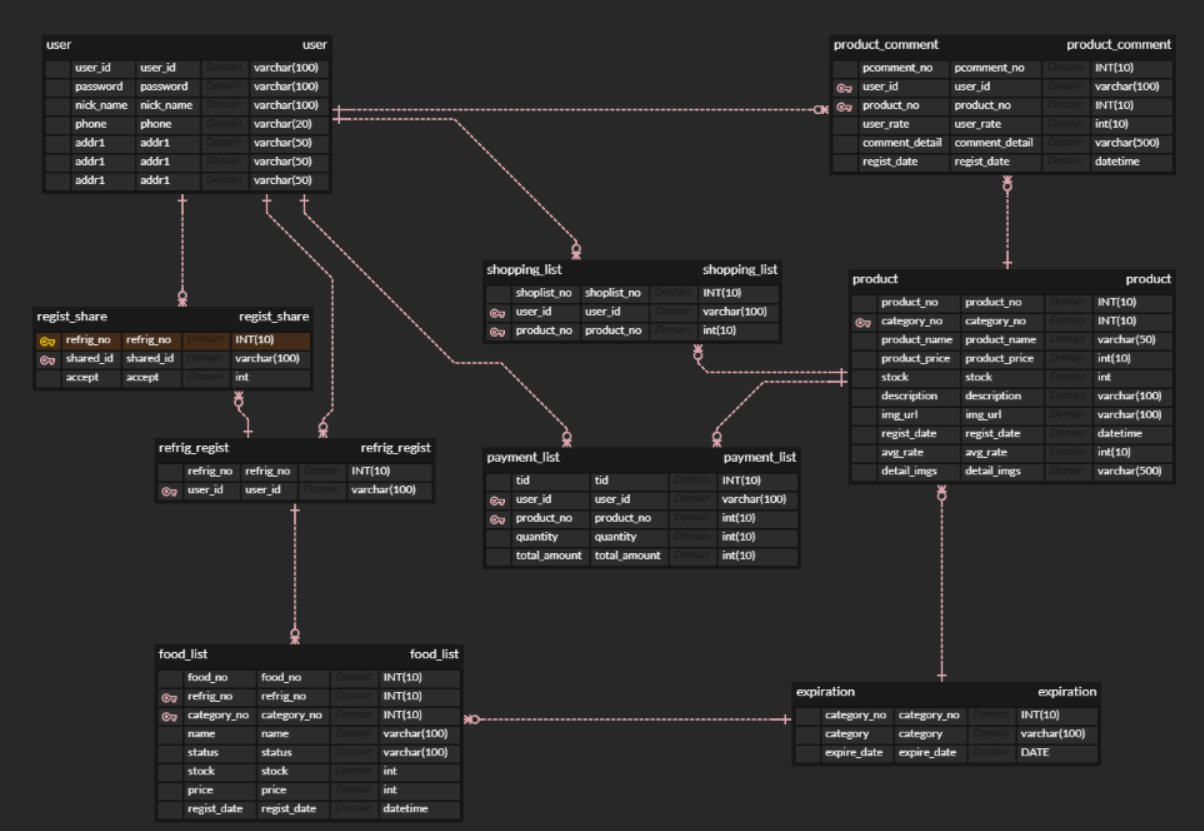 user user
user_id user_id Domain varchar(100)
password password Domain varchar(100)
nick_name nick_name Domain varchar(100)
phone phone Domain varchar(20)
addr1 addr1 Domain varchar(50)
addr1 addr1 Domain varchar(50)
addr1 addr1 Domain varchar(50)
product_comment product_comment
pcomment_no pcomment_no Domain INT(10)
user_id user_id Domain varchar(100)
product_no product_no Domain INT(10)
user_rate user_rate Domain int(10)
comment_detail comment_detail Domain varchar(500)
regist_date regist_date Domain datetime
shopping_list shopping_list
shoplist_no shoplist_no Domain INT(10)
user_id user_id Domain varchar(100)
product_no product_no Domain int(10)
product product
product_no product_no Domain INT(10)
category_no category_no Domain INT(10)
product_name product_name Domain varchar(50)
product_price product_price Domain int(10)
stock stock Domain int
description description Domain varchar(100)
img_url img_url Domain varchar(100)
regist_date regist_date Domain datetime
avg_rate avg_rate Domain int(10)
detail_imgs detail_imgs Domain varchar(500)
regist_share regist_share
refrig_no refrig_no Domain INT(10)
shared_id shared_id Domain varchar(100)
accept accept Domain int
refrig_regist refrig_regist
refrig_no refrig_no Domain INT(10)
user_id user_id Domain varchar(100)
payment_list payment_list
tid tid Domain INT(10)
user_id user_id Domain varchar(100)
product_no product_no Domain int(10)
quantity quantity Domain int(10)
total_amount total_amount Domain int(10)
food_list food_list
food_no food_no Domain INT(10)
refrig_no refrig_no Domain INT(10)
category_no category_no Domain INT(10)
name name Domain varchar(100)
status status Domain varchar(100)
stock stock Domain int
price price Domain int
regist_date regist_date Domain datetime
expiration expiration
category_no category_no Domain INT(10)
category category Domain varchar(100)
expire_date expire_date Domain DATE